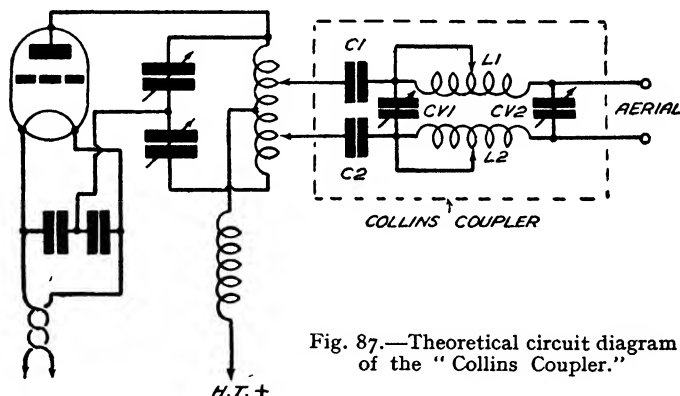 C1
L1
CV1
CV2
AERIAL
C2
L2
COLLINS COUPLER
H.T.+
Fig. 87.—Theoretical circuit diagram
of the “Collins Coupler.”